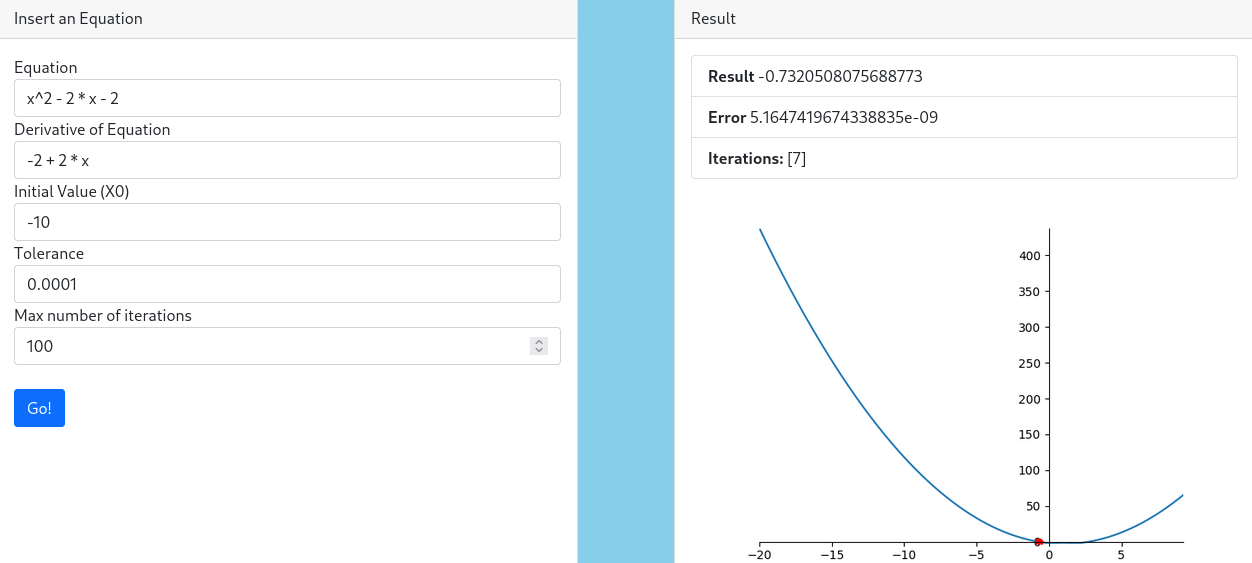 Insert an Equation
Equation
x^2 - 2 * x - 2
Derivative of Equation
-2 + 2 * x
Initial Value (X0)
-10
Tolerance
0.0001
Max number of iterations
100
Go!
Result
Result -0.7320508075688773
Error 5.1647419674338835e-09
Iterations: [7]
400
350
300
250
200
150
100
50
−20 −15 −10 −5 0 5